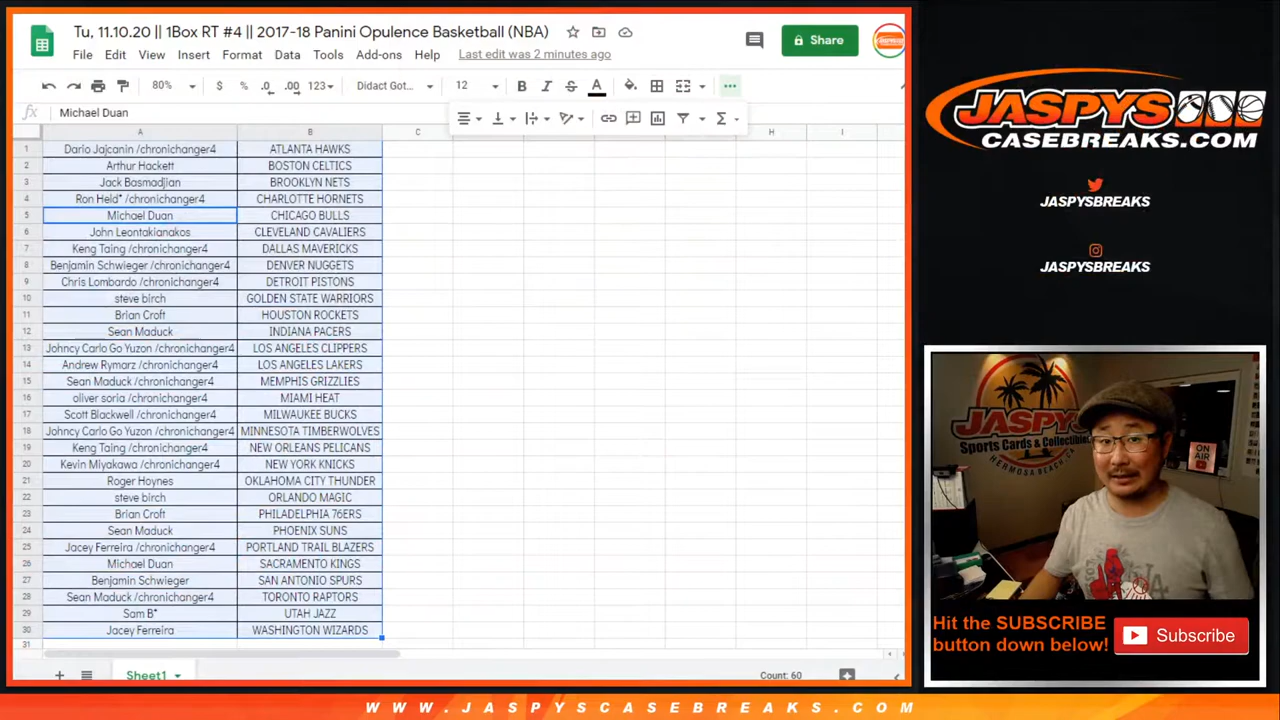 Tu, 11.10.20 || 1Box RT #4 || 2017-18 Panini Opulence Basketball (NBA)
File Edit View Insert Format Data Tools Add-ons Help Last edit was 2 minutes ago
Share
80% $ % .0 .00 123 Didact Got... 12 B I S A
fx Michael Duan
A B C H I
1 Dario Jajcanin /chronichanger4 ATLANTA HAWKS
2 Arthur Hackett BOSTON CELTICS
3 Jack Basmadjian BROOKLYN NETS
4 Ron Held* /chronichanger4 CHARLOTTE HORNETS
5 Michael Duan CHICAGO BULLS
6 John Leontakianakos CLEVELAND CAVALIERS
7 Keng Taing /chronichanger4 DALLAS MAVERICKS
8 Benjamin Schwieger /chronichanger4 DENVER NUGGETS
9 Chris Lombardo /chronichanger4 DETROIT PISTONS
10 steve birch GOLDEN STATE WARRIORS
11 Brian Croft HOUSTON ROCKETS
12 Sean Maduck INDIANA PACERS
13 Johncy Carlo Go Yuzon /chronichanger4 LOS ANGELES CLIPPERS
14 Andrew Rymarz /chronichanger4 LOS ANGELES LAKERS
15 Sean Maduck /chronichanger4 MEMPHIS GRIZZLIES
16 oliver soria /chronichanger4 MIAMI HEAT
17 Scott Blackwell /chronichanger4 MILWAUKEE BUCKS
18 Johncy Carlo Go Yuzon /chronichanger4 MINNESOTA TIMBERWOLVES
19 Keng Taing /chronichanger4 NEW ORLEANS PELICANS
20 Kevin Miyakawa /chronichanger4 NEW YORK KNICKS
21 Roger Hoynes OKLAHOMA CITY THUNDER
22 steve birch ORLANDO MAGIC
23 Brian Croft PHILADELPHIA 76ERS
24 Sean Maduck PHOENIX SUNS
25 Jacey Ferreira /chronichanger4 PORTLAND TRAIL BLAZERS
26 Michael Duan SACRAMENTO KINGS
27 Benjamin Schwieger SAN ANTONIO SPURS
28 Sean Maduck /chronichanger4 TORONTO RAPTORS
29 Sam B* UTAH JAZZ
30 Jacey Ferreira WASHINGTON WIZARDS
31
Sheet1
Count: 60
JASPYS
CASEBREAKS.COM
JASPYSBREAKS
JASPYSBREAKS
JASPYS
Sports Cards & Collectibles
HERMOSA BEACH, CA
ON AIR
Hit the SUBSCRIBE
button down below!
Subscribe
WWW.JASPYSCASEBREAKS.COM